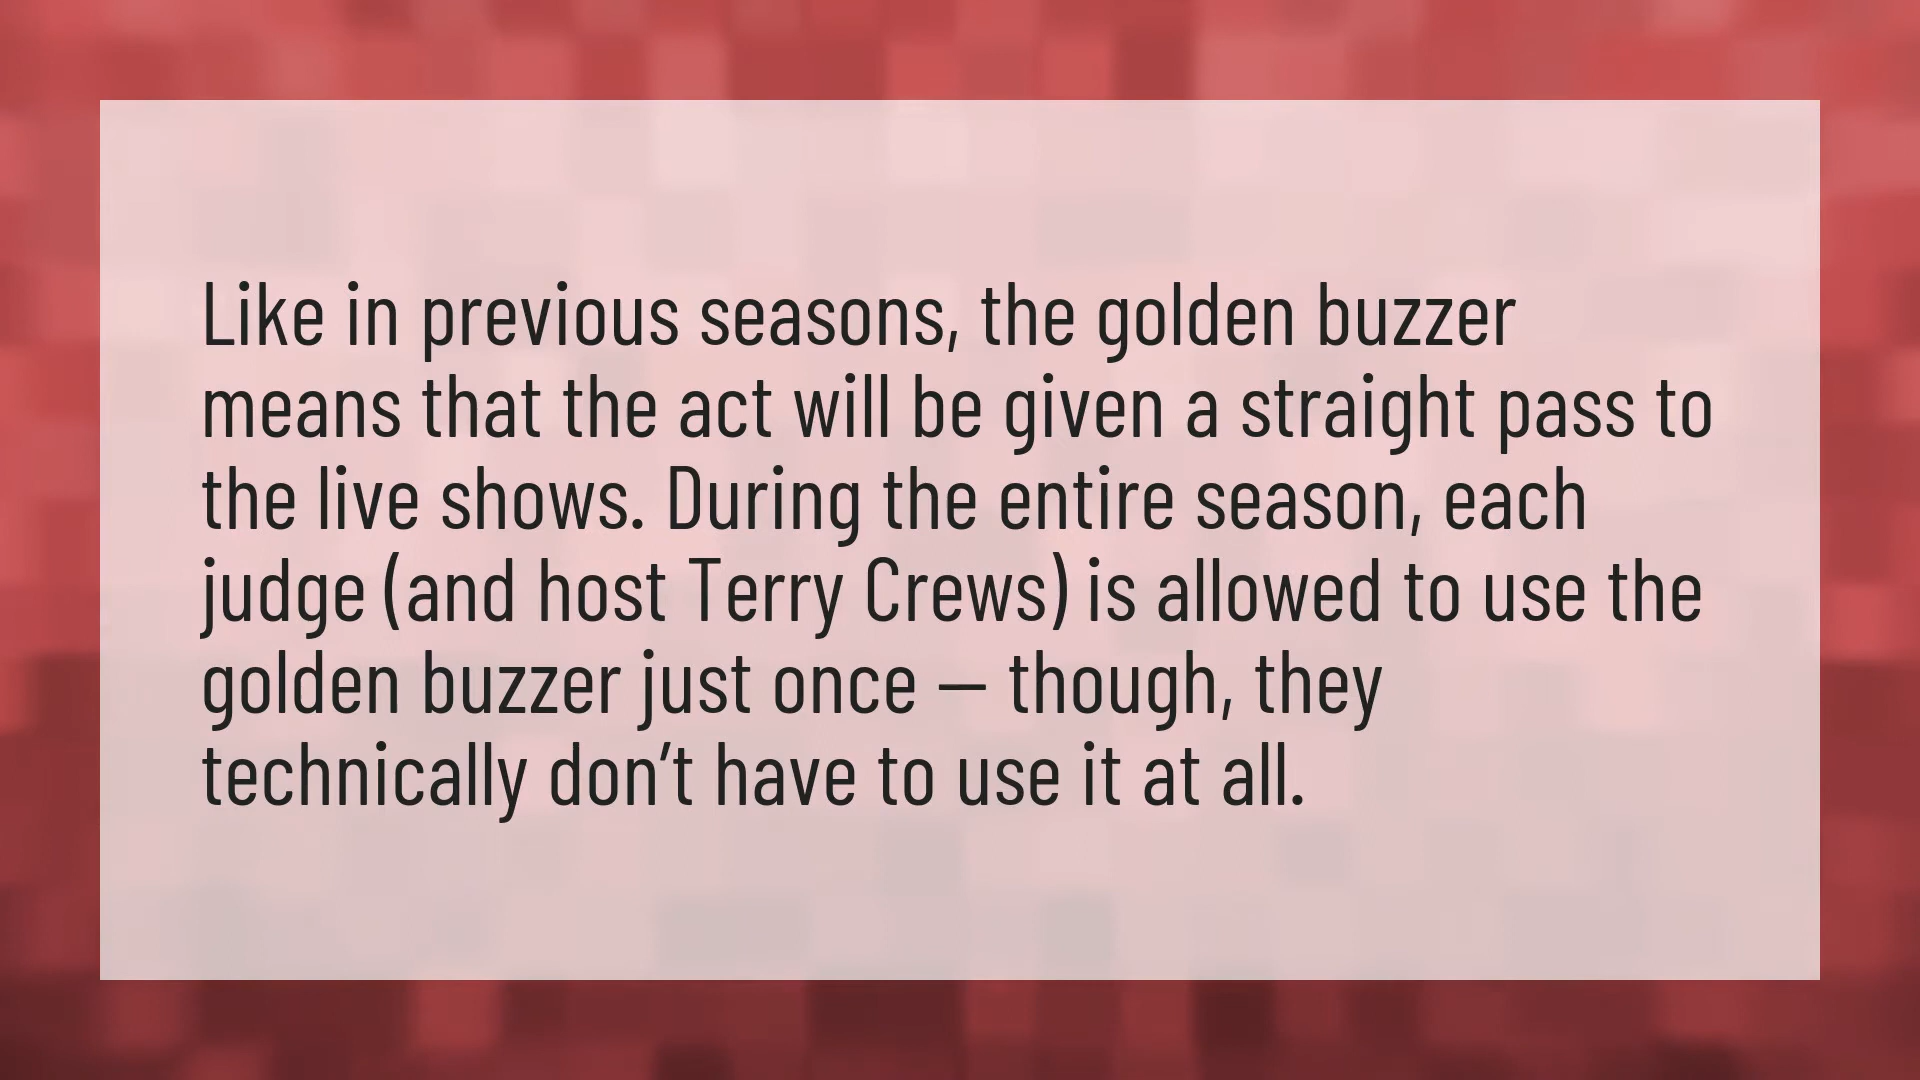 Like in previous seasons, the golden buzzer
means that the act will be given a straight pass to
the live shows. During the entire season, each
judge (and host Terry Crews) is allowed to use the
golden buzzer just once — though, they
technically don’t have to use it at all.